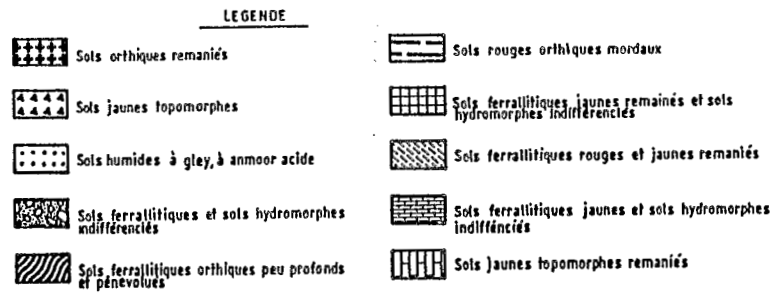 LEGENDE
Sols orthiques remaniés
Sols jaunes topomorphes
Sols humides à gley, à anmoor acide
Sols ferrallitiques et sols hydromorphes
indifférenciés
Sols ferrallitiques orthiques peu profonds
et pénévolués
Sols rouges orthiques mordaux
Sols ferrallitiques jaunes remainés et sols
hydromorphes indifférenciés
Sols ferrallitiques rouges et jaunes remaniés
Sols ferrallitiques jaunes et sols hydromorphes
indifférenciés
Sols jaunes topomorphes remaniés